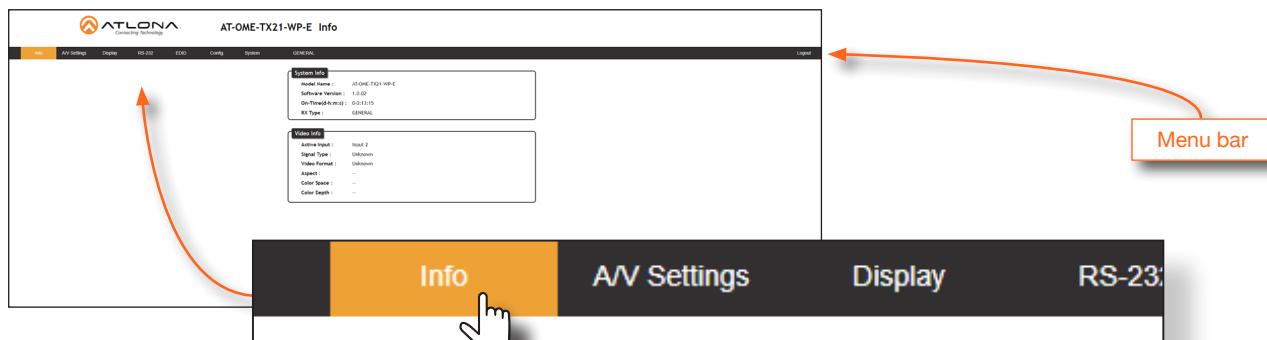 ATLONA
Connecting Technology
AT-OME-TX21-WP-E Info
Info A/V Settings Display RS-232 EDID Config System GENERAL Logout
System Info
Model Name : AT-OME-TX21-WP-E
Software Version : 1.0.02
On-Time(d-h:m:s) : 0-0:13:15
RX Type : GENERAL
Video Info
Active Input : Input 2
Signal Type : Unknown
Video Format : Unknown
Aspect : --
Color Space : --
Color Depth : --
Menu bar
Info A/V Settings Display RS-232